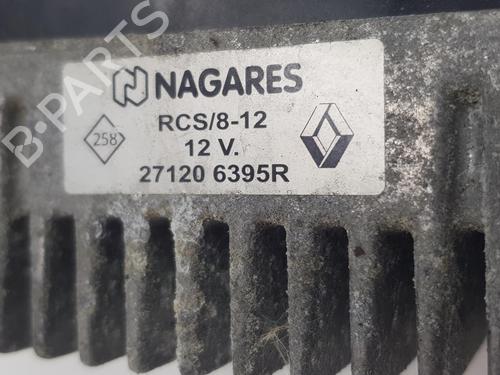 NAGARES
RCS/8-12
258
12 V.
27120 6395R
B-PARTS